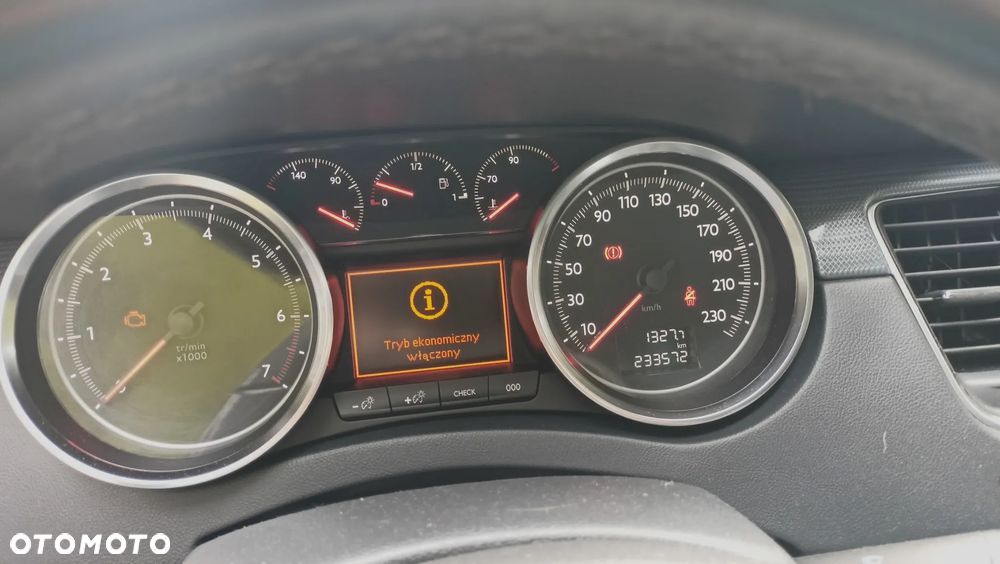 140 90
1/2
0 1
90
70
1 2 3 4 5 6 7
tr/min
x1000
Tryb ekonomiczny
włączony
- + CHECK 000
10 30 50 70 90 110 130 150 170 190 210 230
km/h
1327.7
km
233572
OTOMOTO